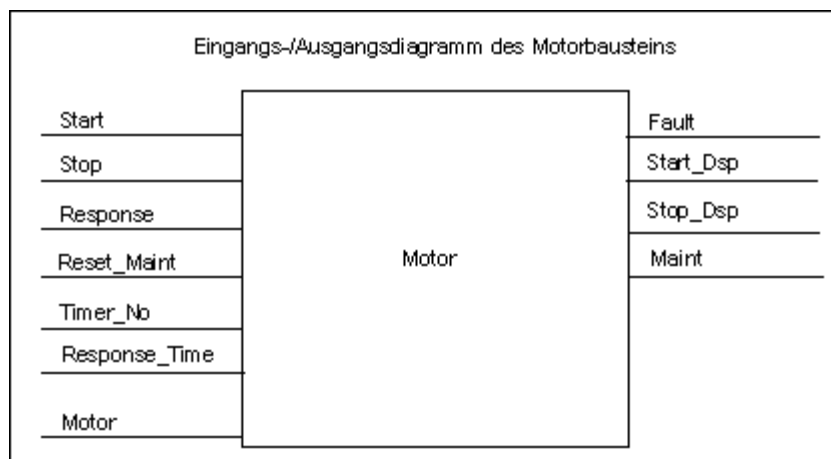 Eingangs-/Ausgangsdiagramm des Motorbausteins
Start
Stop
Response
Reset_Maint
Timer_No
Response_Time
Motor
Motor
Fault
Start_Dsp
Stop_Dsp
Maint